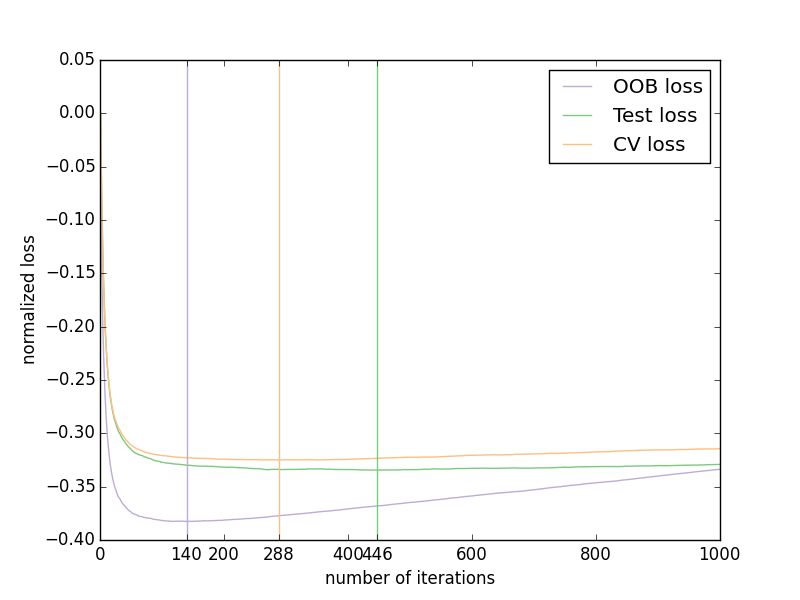 0.05
0.00
−0.05
−0.10
−0.15
−0.20
−0.25
−0.30
−0.35
−0.40
normalized loss
OOB loss
Test loss
CV loss
0 140 200 288 400 446 600 800 1000
number of iterations